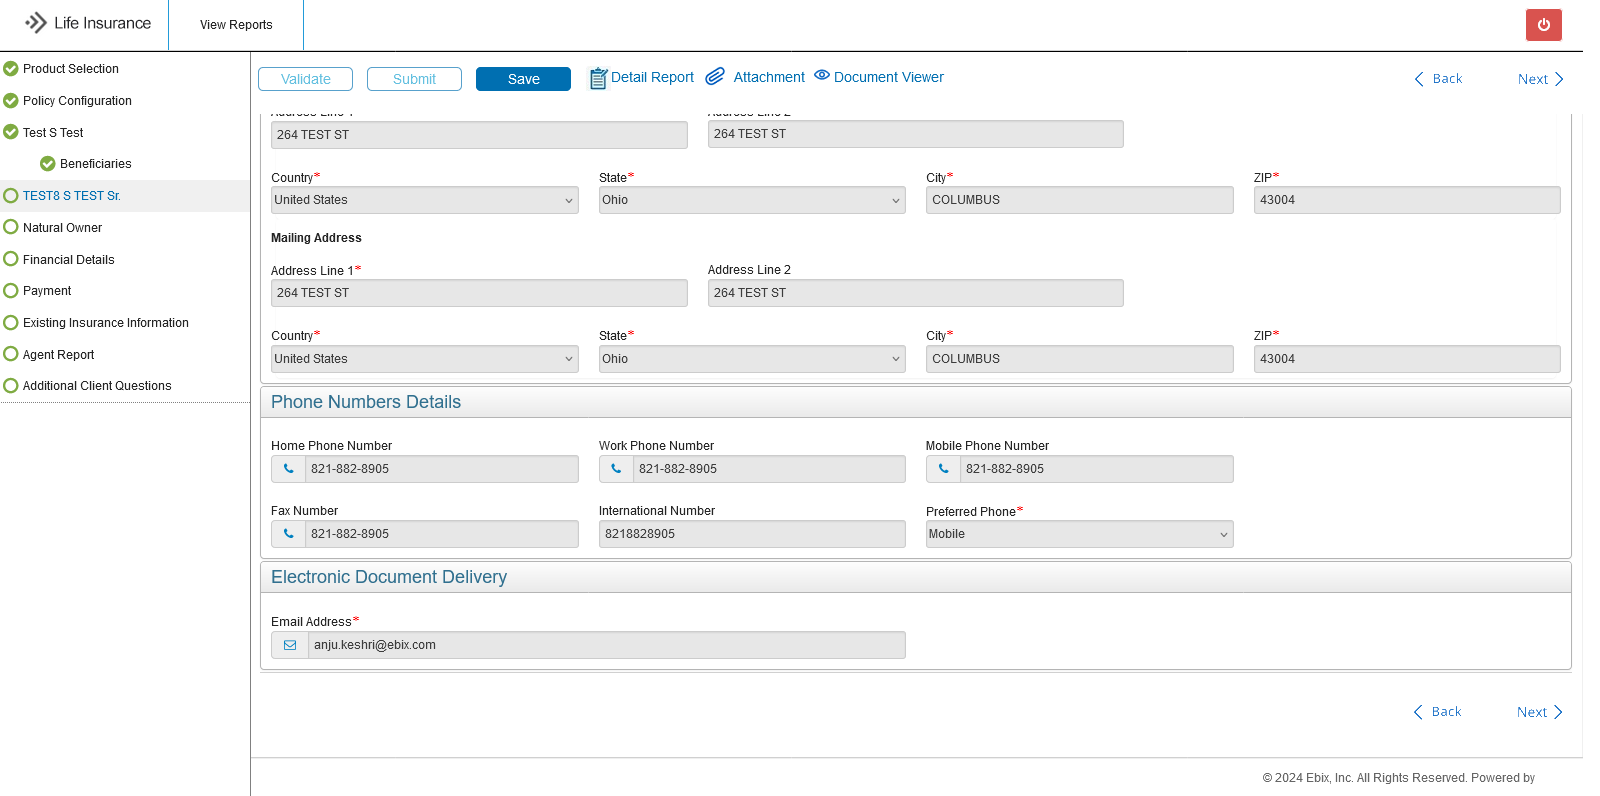 Life Insurance
View Reports
Product Selection
Policy Configuration
Test S Test
Beneficiaries
TEST8 S TEST Sr.
Natural Owner
Financial Details
Payment
Existing Insurance Information
Agent Report
Additional Client Questions
Validate Submit Save Detail Report Attachment Document Viewer Back Next
Address Line 1 Address Line 2
264 TEST ST 264 TEST ST
Country* State* City* ZIP*
United States Ohio COLUMBUS 43004
Mailing Address
Address Line 1* Address Line 2
264 TEST ST 264 TEST ST
Country* State* City* ZIP*
United States Ohio COLUMBUS 43004
Phone Numbers Details
Home Phone Number Work Phone Number Mobile Phone Number
821-882-8905 821-882-8905 821-882-8905
Fax Number International Number Preferred Phone*
821-882-8905 8218828905 Mobile
Electronic Document Delivery
Email Address*
anju.keshri@ebix.com
Back Next
© 2024 Ebix, Inc. All Rights Reserved. Powered by